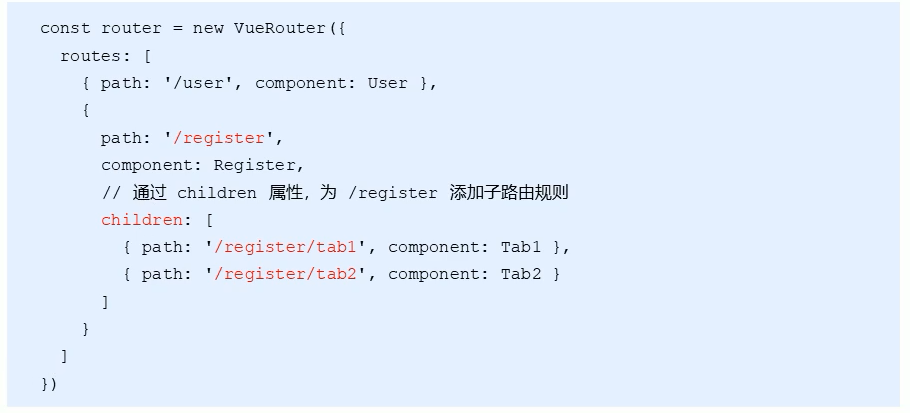 const router = new VueRouter({
  routes: [
    { path: '/user', component: User },
    {
      path: '/register',
      component: Register,
      // 通过 children 属性，为 /register 添加子路由规则
      children: [
        { path: '/register/tab1', component: Tab1 },
        { path: '/register/tab2', component: Tab2 }
      ]
    }
  ]
})